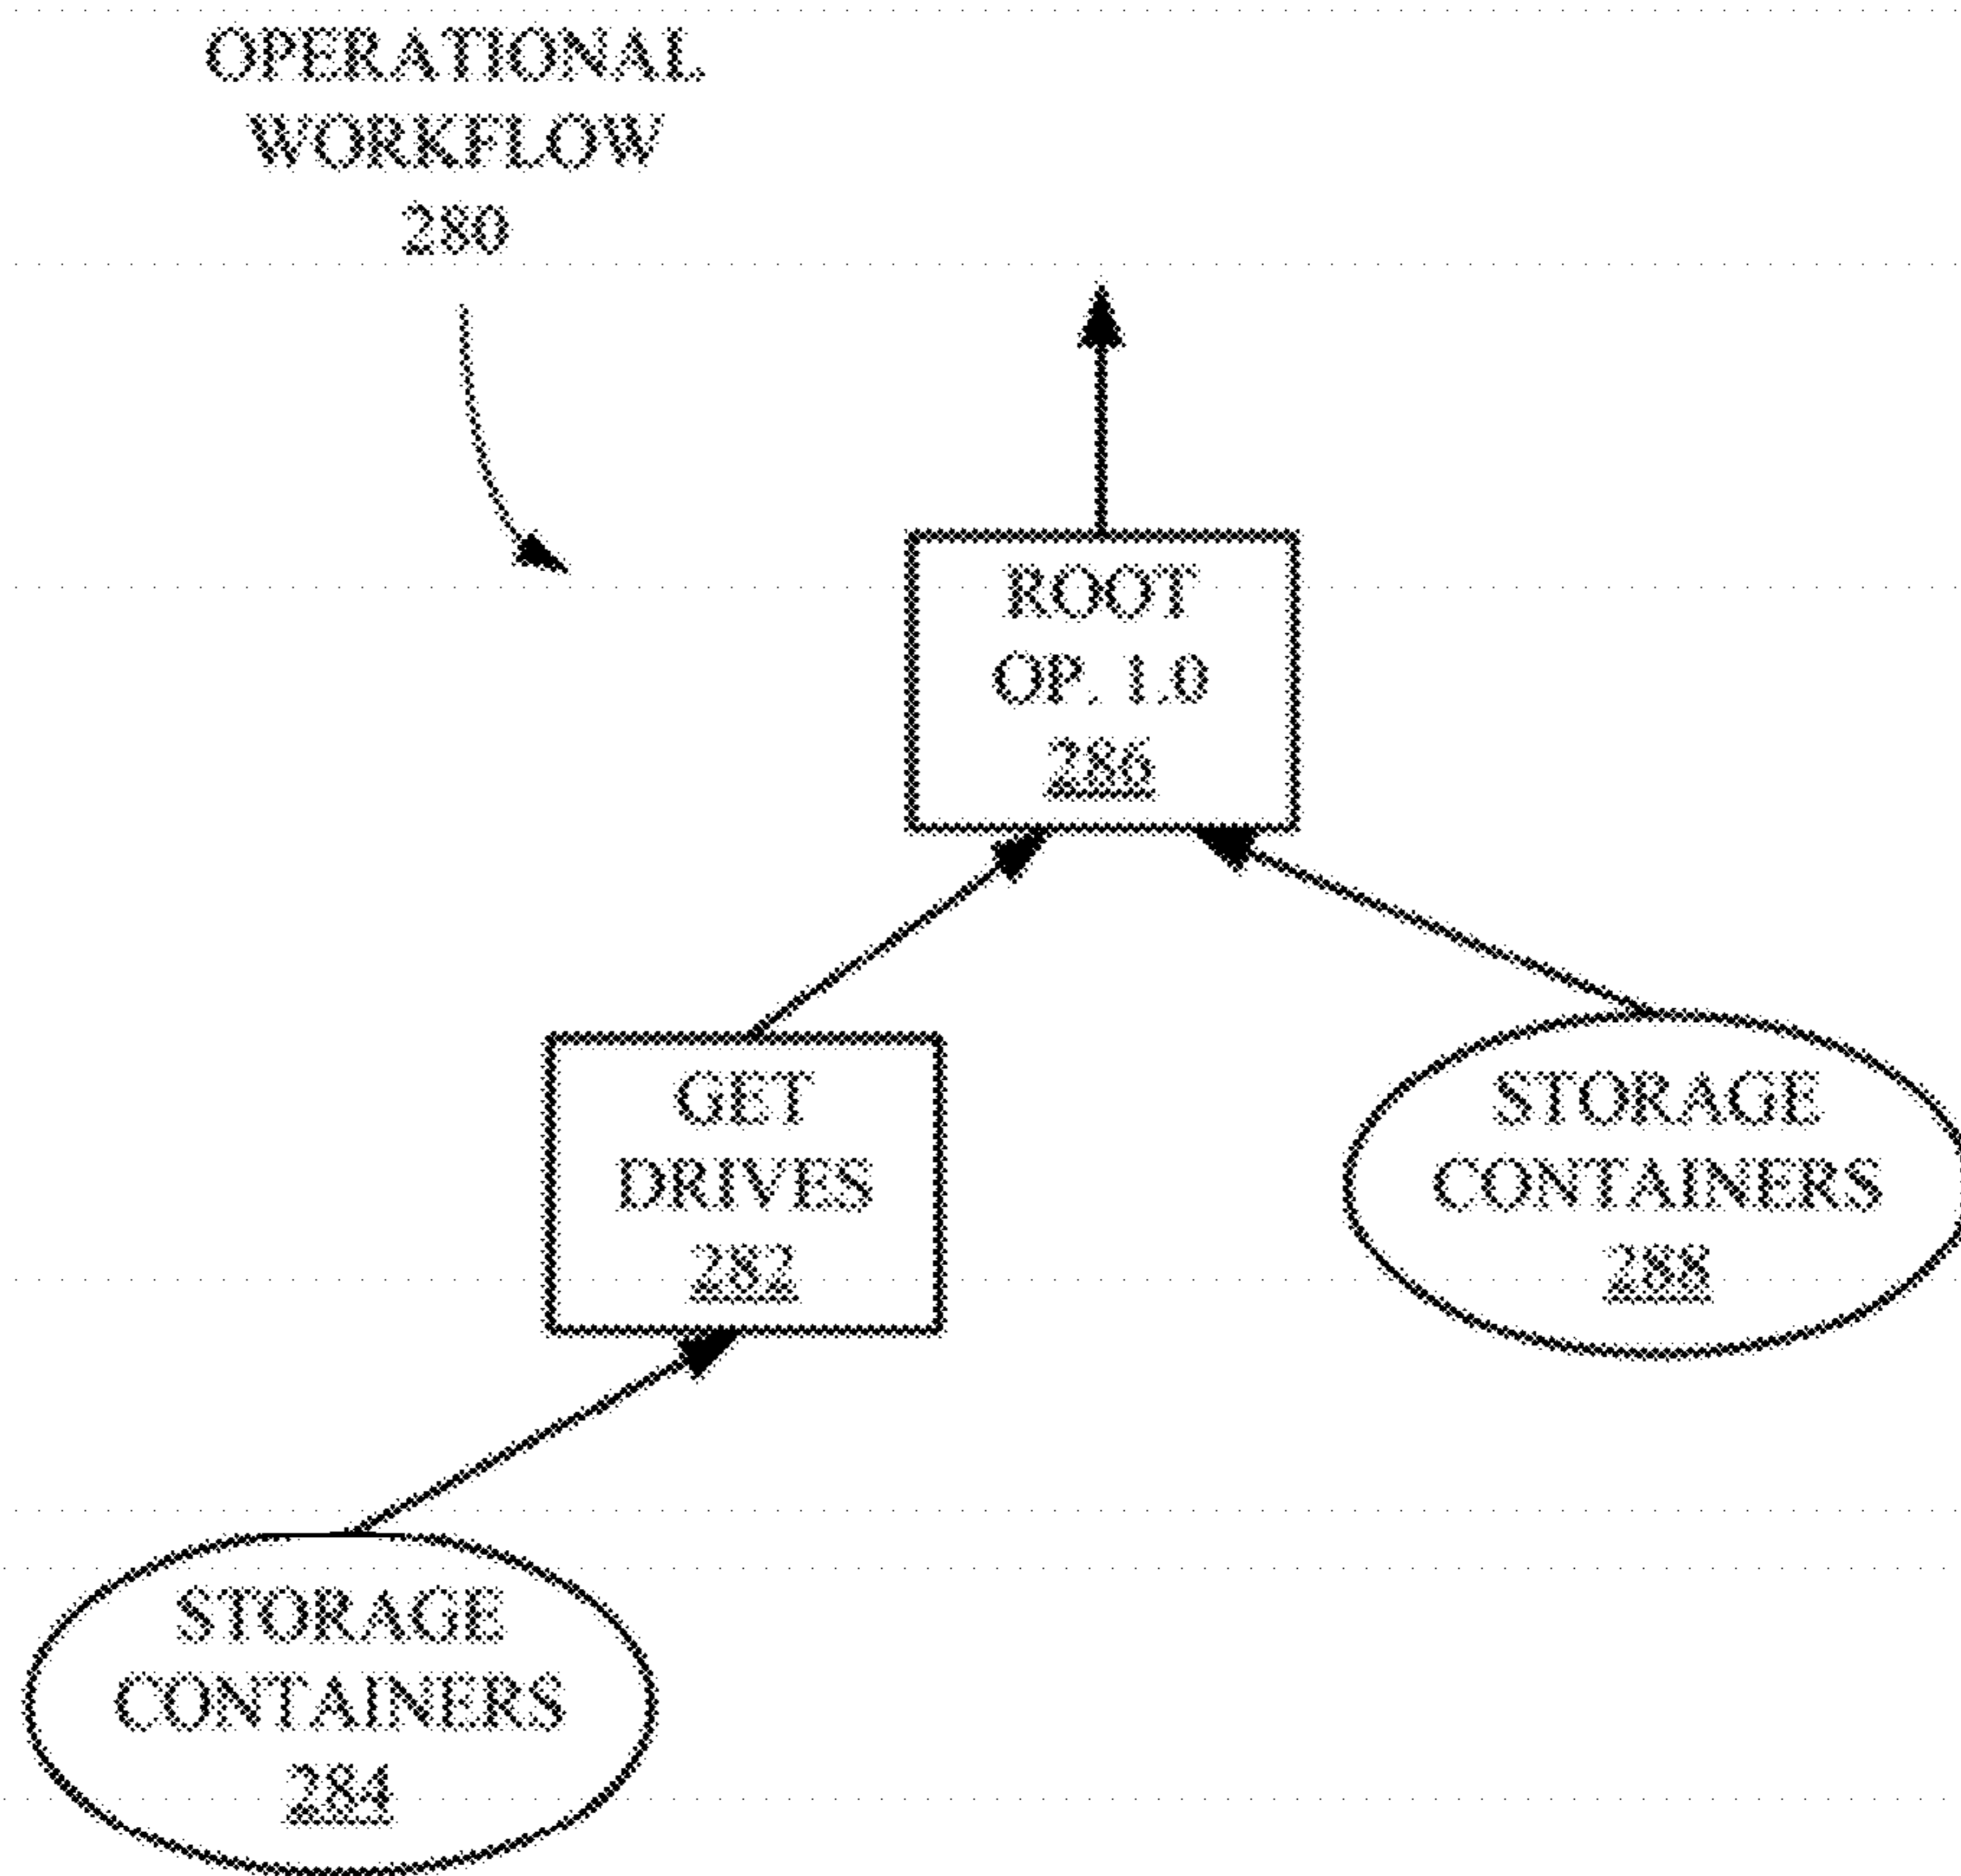 OPERATIONAL
WORKFLOW
280
ROOT
OP. 1.0
286
GET
DRIVES
282
STORAGE
CONTAINERS
288
STORAGE
CONTAINERS
284